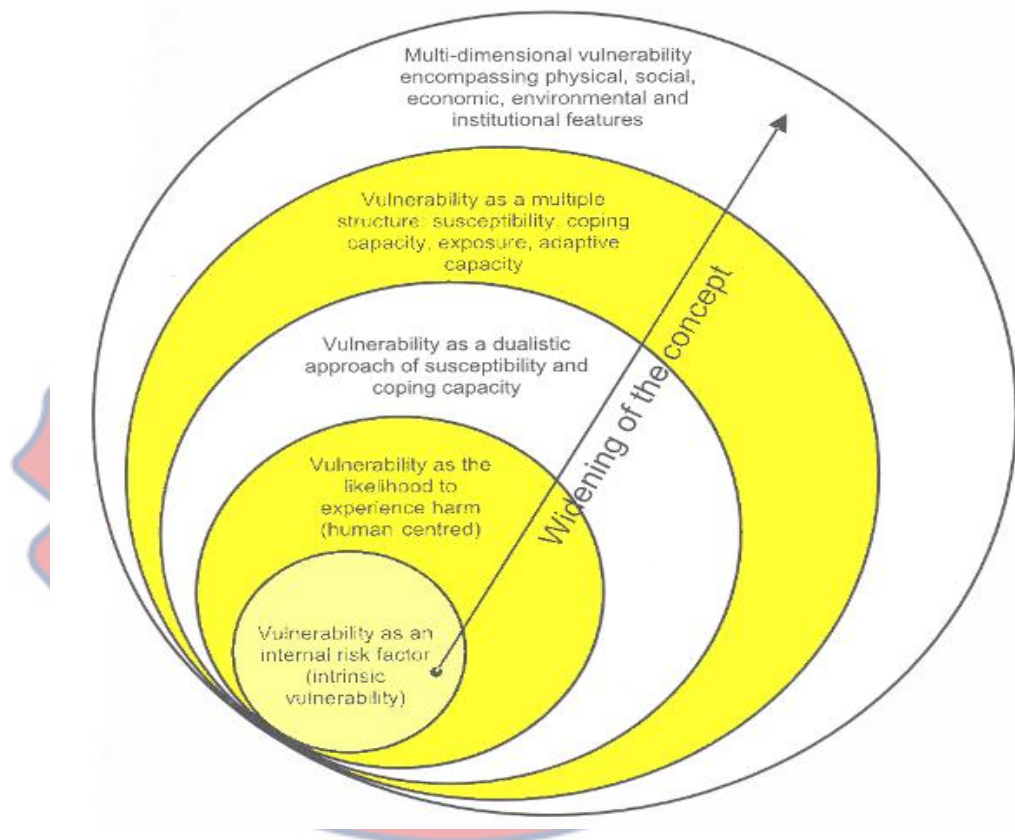 Multi-dimensional vulnerability
encompassing physical, social,
economic, environmental and
institutional features
Vulnerability as a multiple
structure: susceptibility, coping
capacity, exposure, adaptive
capacity
Vulnerability as a dualistic
approach of susceptibility and
coping capacity
Vulnerability as the
likelihood to
experience harm
(human centred)
Vulnerability as an
internal risk factor
(intrinsic
vulnerability)
Widening of the concept